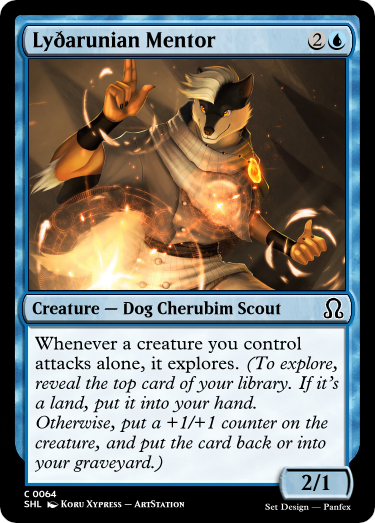 Lyðarunian Mentor 2
Creature — Dog Cherubim Scout
Whenever a creature you control
attacks alone, it explores. (To explore,
reveal the top card of your library. If it's
a land, put it into your hand.
Otherwise, put a +1/+1 counter on the
creature, and put the card back or into
your graveyard.)
2/1
C 0064
SHL Koru Xypress — ArtStation
Set Design — Panfex